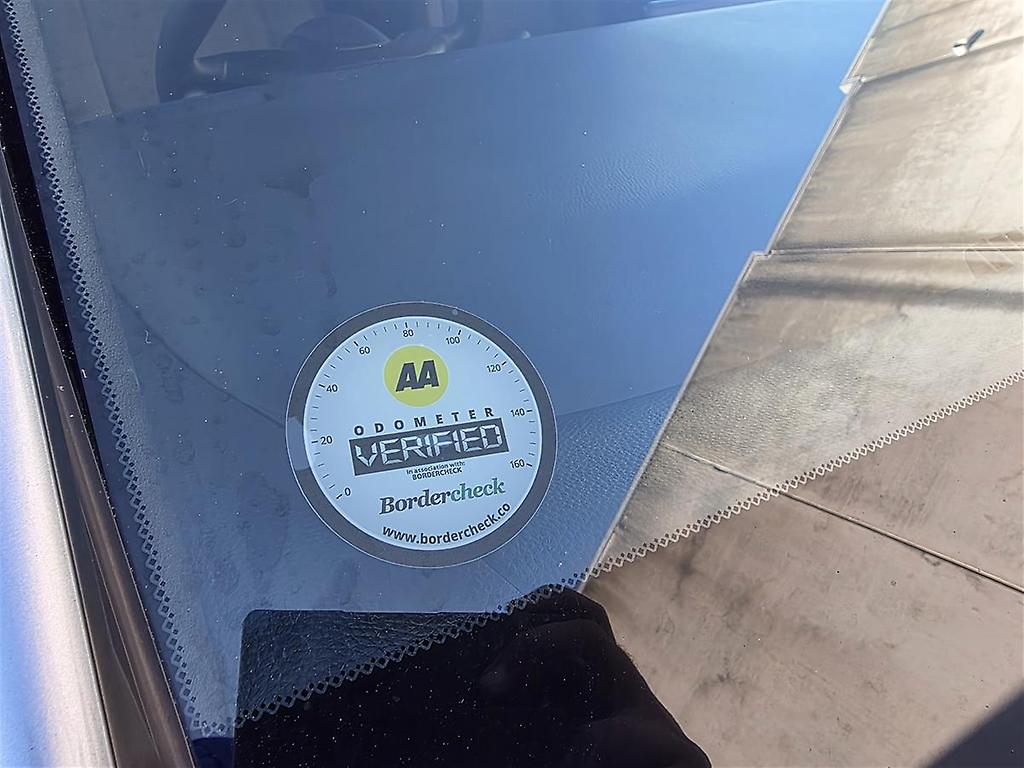 0
20
40
60
80
100
120
140
160
AA
ODOMETER
VERIFIED
In association with:
BORDERCHECK
Bordercheck
www.bordercheck.co